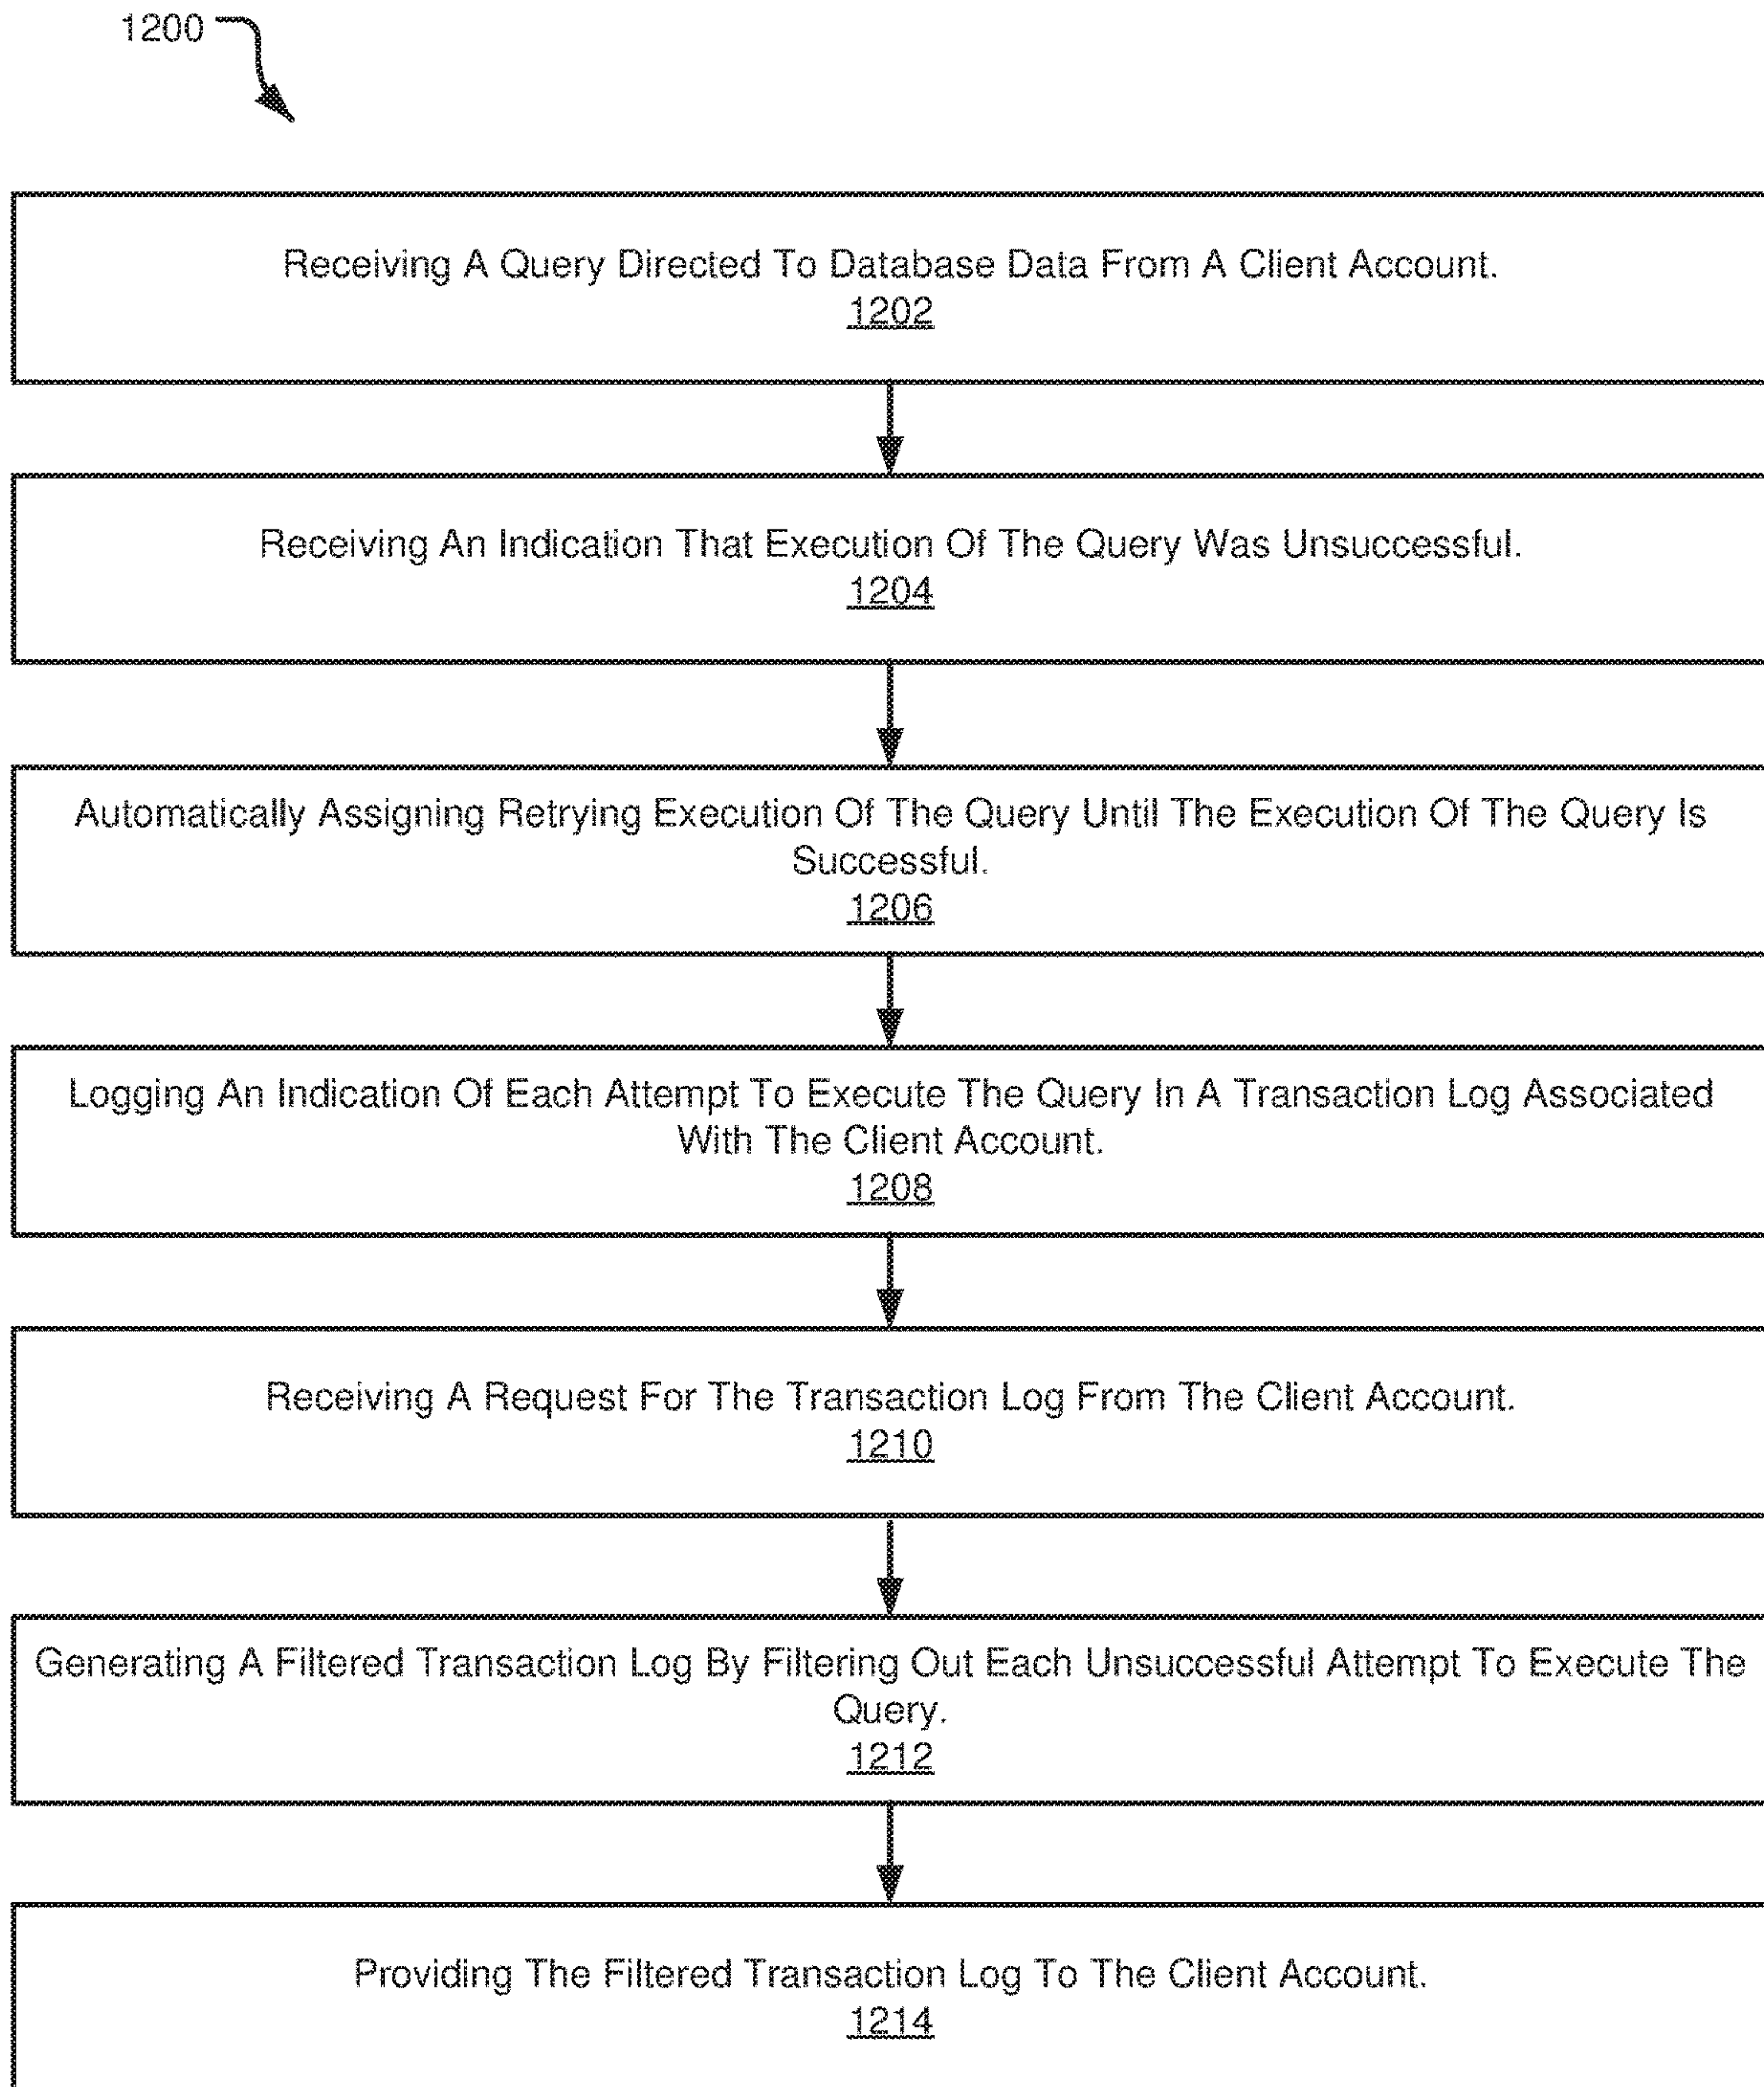 1200
Receiving A Query Directed To Database Data From A Client Account.
1202
Receiving An Indication That Execution Of The Query Was Unsuccessful.
1204
Automatically Assigning Retrying Execution Of The Query Until The Execution Of The Query Is
Successful.
1206
Logging An Indication Of Each Attempt To Execute The Query In A Transaction Log Associated
With The Client Account.
1208
Receiving A Request For The Transaction Log From The Client Account.
1210
Generating A Filtered Transaction Log By Filtering Out Each Unsuccessful Attempt To Execute The
Query.
1212
Providing The Filtered Transaction Log To The Client Account.
1214